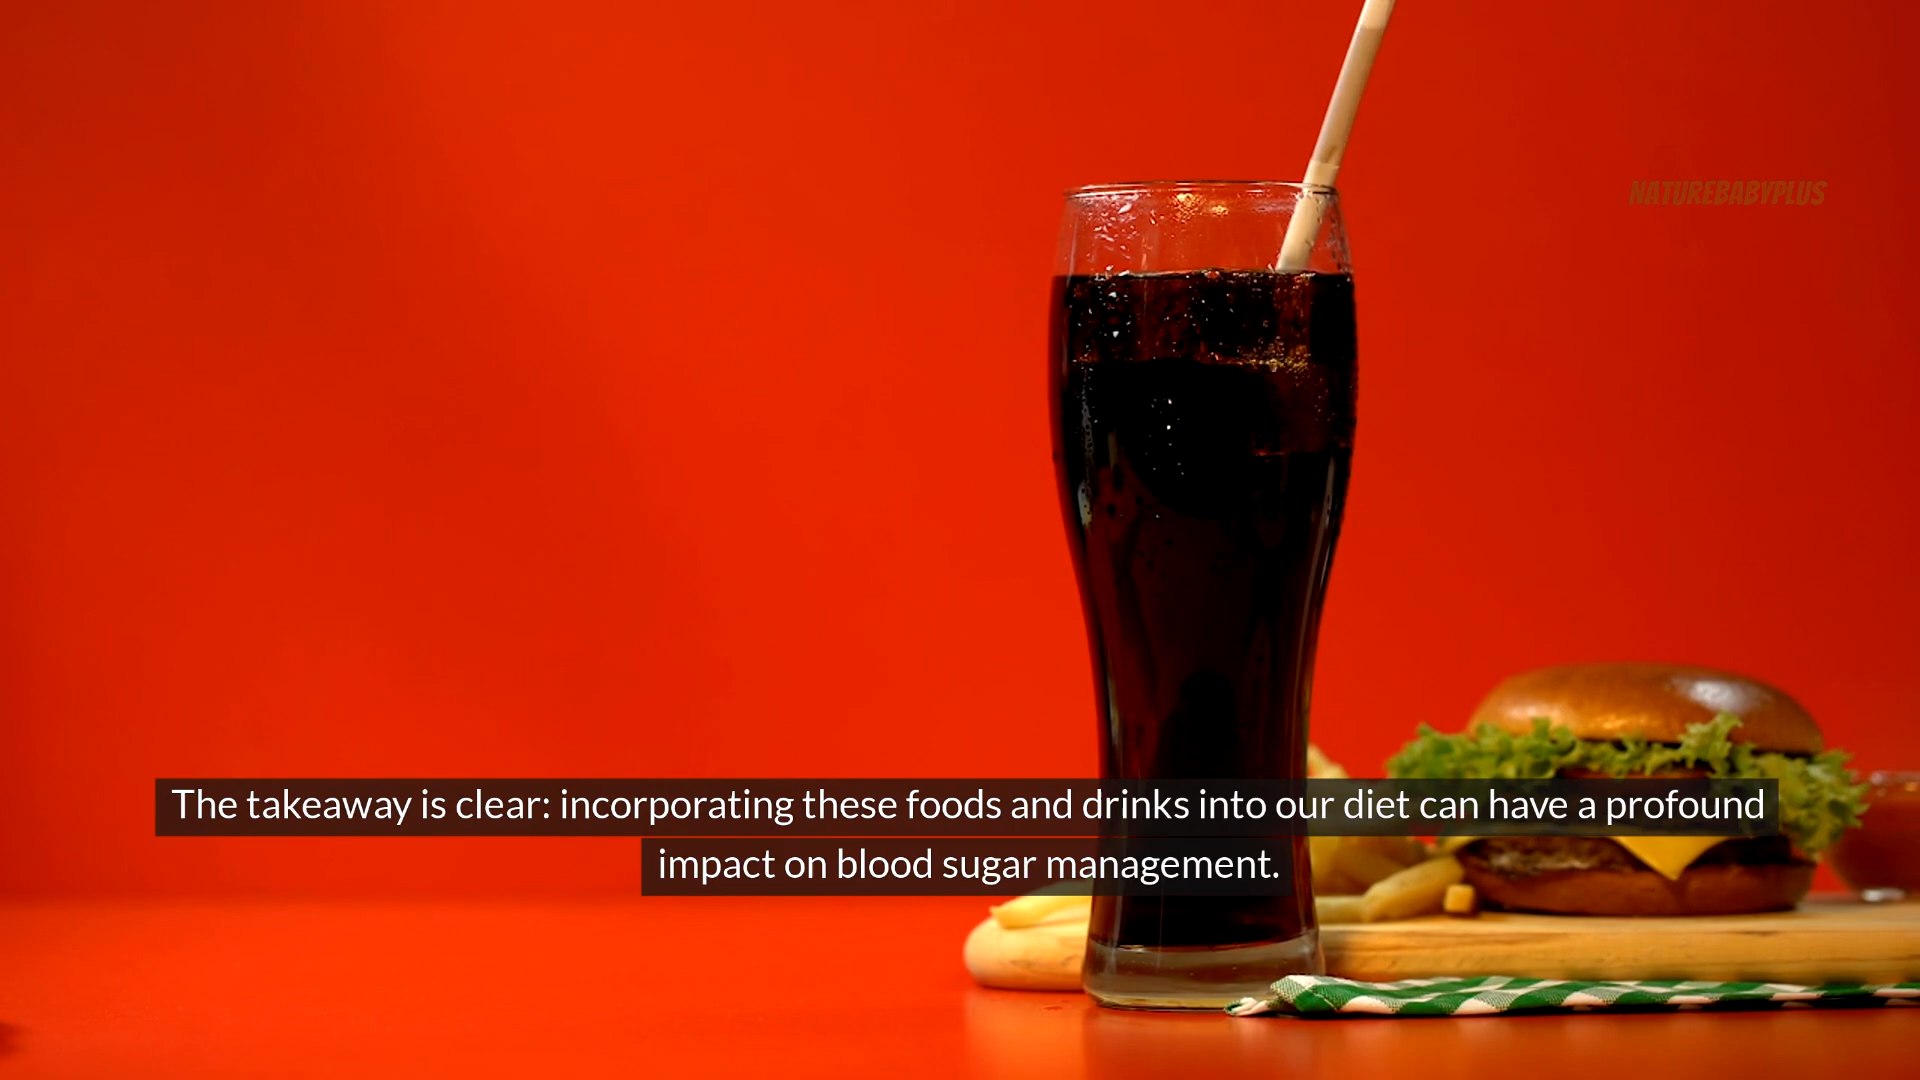 NATUREBABYPLUS
The takeaway is clear: incorporating these foods and drinks into our diet can have a profound
impact on blood sugar management.